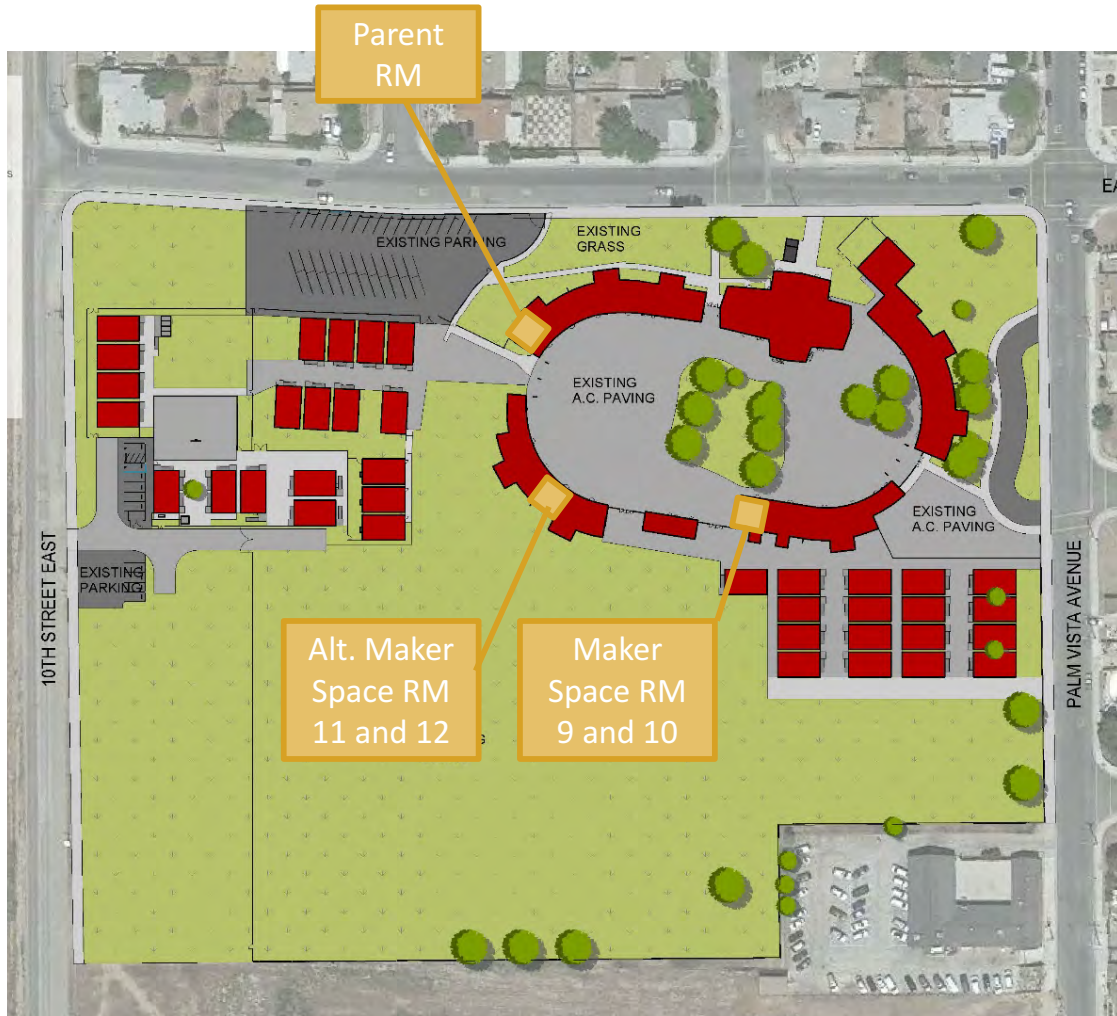 Parent
RM
EA
EXISTING PARKING
EXISTING
GRASS
EXISTING
A.C. PAVING
EXISTING
A.C. PAVING
EXISTING
PARKING
10TH STREET EAST
PALM VISTA AVENUE
Alt. Maker
Space RM
11 and 12
Maker
Space RM
9 and 10